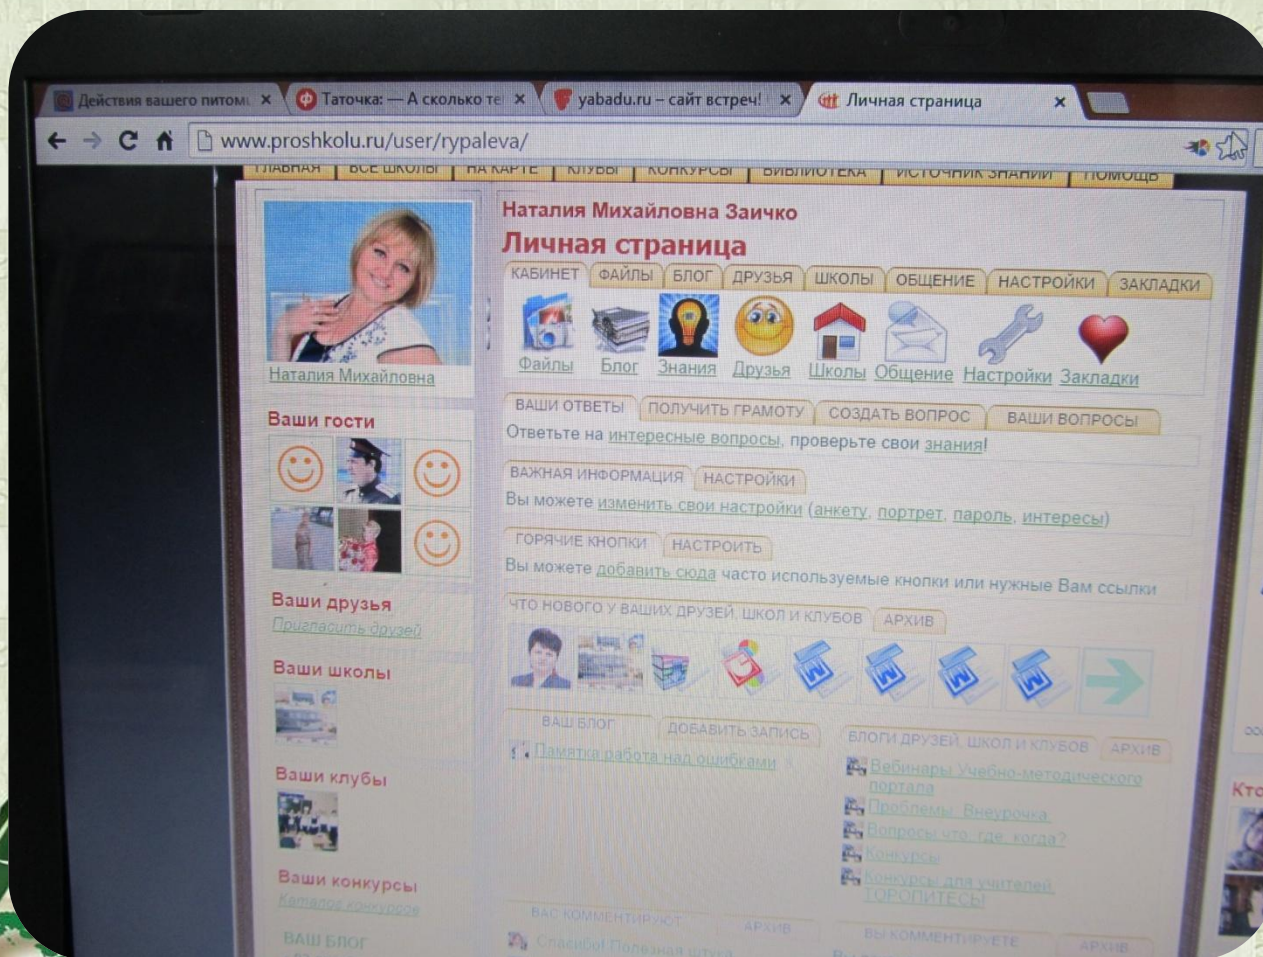 Действия вашего питом
Таточка: — А сколько те
yabadu.ru – сайт встреч!
Личная страница
www.proshkolu.ru/user/rypaleva/
ГЛАВНАЯ
ВСЕ ШКОЛЫ
НА КАРТЕ
КЛУБЫ
КОНКУРСЫ
БИБЛИОТЕКА
ИСТОЧНИК ЗНАНИЙ
ПОМОЩЬ
Наталия Михайловна Заичко
Личная страница
КАБИНЕТ
ФАЙЛЫ
БЛОГ
ДРУЗЬЯ
ШКОЛЫ
ОБЩЕНИЕ
НАСТРОЙКИ
ЗАКЛАДКИ
Файлы
Блог
Знания
Друзья
Школы
Общение
Настройки
Закладки
Наталия Михайловна
Ваши гости
Ваши друзья
Пригласить друзей
Ваши школы
Ваши клубы
Ваши конкурсы
Каталог конкурсов
ВАШ БЛОГ
ВАШИ ОТВЕТЫ
ПОЛУЧИТЬ ГРАМОТУ
СОЗДАТЬ ВОПРОС
ВАШИ ВОПРОСЫ
Ответьте на интересные вопросы, проверьте свои знания!
ВАЖНАЯ ИНФОРМАЦИЯ
НАСТРОЙКИ
Вы можете изменить свои настройки (анкету, портрет, пароль, интересы)
ГОРЯЧИЕ КНОПКИ
НАСТРОИТЬ
Вы можете добавить сюда часто используемые кнопки или нужные Вам ссылки
ЧТО НОВОГО У ВАШИХ ДРУЗЕЙ, ШКОЛ И КЛУБОВ
АРХИВ
ВАШ БЛОГ
ДОБАВИТЬ ЗАПИСЬ
Памятка работа над ошибками
БЛОГИ ДРУЗЕЙ, ШКОЛ И КЛУБОВ
АРХИВ
Вебинары Учебно-методического
портала
Проблемы. Внеурочка.
Вопросы что, где, когда?
Конкурсы
Конкурсы для учителей.
ТОРОПИТЕСЬ!
ВАС КОММЕНТИРУЮТ
АРХИВ
Спасибо! Полезная штука
ВЫ КОММЕНТИРУЕТЕ
АРХИВ
Кто